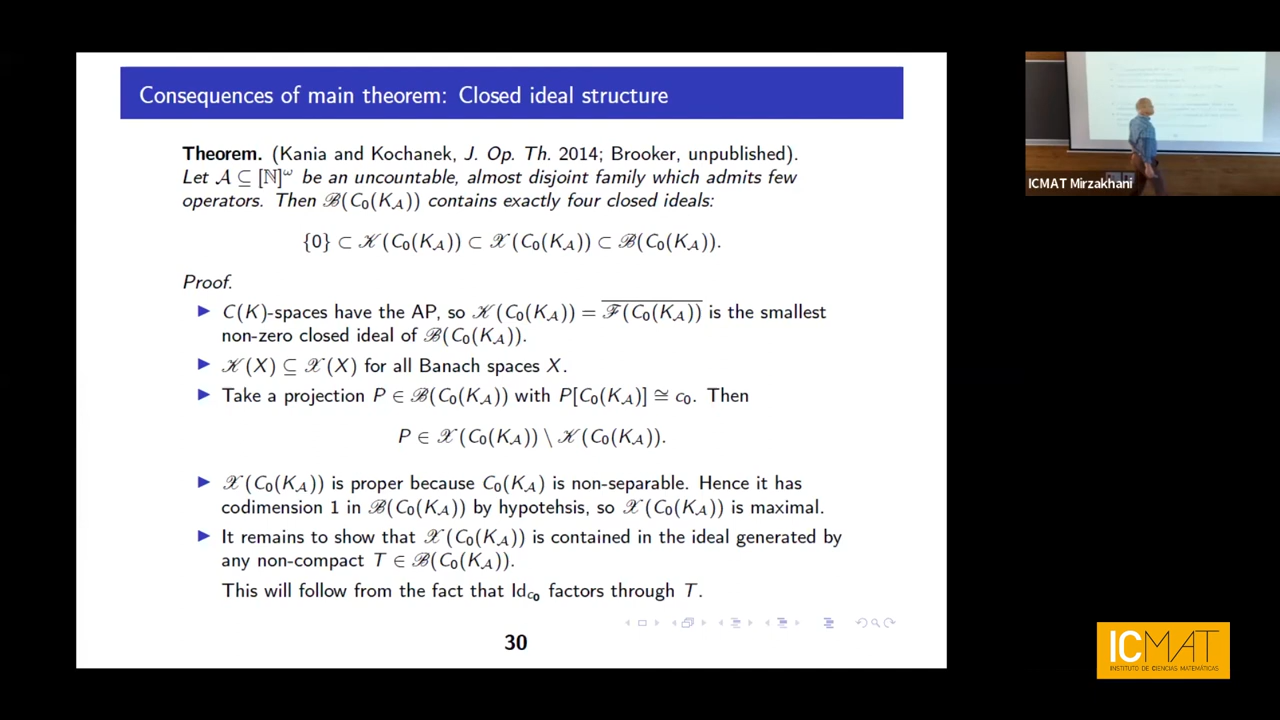 Consequences of main theorem: Closed ideal structure
Theorem. (Kania and Kochanek, J. Op. Th. 2014; Brooker, unpublished).
Let 𝒜 ⊆ [ℕ]^ω be an uncountable, almost disjoint family which admits few
operators. Then ℬ(C₀(K_𝒜)) contains exactly four closed ideals:
{0} ⊂ 𝒦(C₀(K_𝒜)) ⊂ 𝒳(C₀(K_𝒜)) ⊂ ℬ(C₀(K_𝒜)).
Proof.
▶ C(K)-spaces have the AP, so 𝒦(C₀(K_𝒜)) = \overline{ℱ(C₀(K_𝒜))} is the smallest
non-zero closed ideal of ℬ(C₀(K_𝒜)).
▶ 𝒦(X) ⊆ 𝒳(X) for all Banach spaces X.
▶ Take a projection P ∈ ℬ(C₀(K_𝒜)) with P[C₀(K_𝒜)] ≅ c₀. Then
P ∈ 𝒳(C₀(K_𝒜)) \ 𝒦(C₀(K_𝒜)).
▶ 𝒳(C₀(K_𝒜)) is proper because C₀(K_𝒜) is non-separable. Hence it has
codimension 1 in ℬ(C₀(K_𝒜)) by hypotehsis, so 𝒳(C₀(K_𝒜)) is maximal.
▶ It remains to show that 𝒳(C₀(K_𝒜)) is contained in the ideal generated by
any non-compact T ∈ ℬ(C₀(K_𝒜)).
This will follow from the fact that Id_{c₀} factors through T.
30
ICMAT Mirzakhani
ICMAT
INSTITUTO DE CIENCIAS MATEMÁTICAS